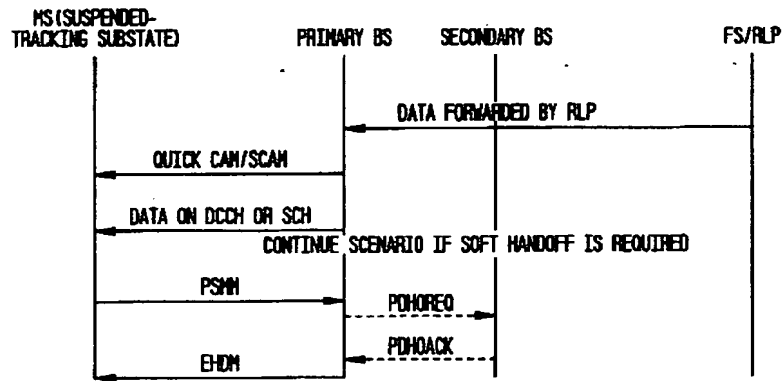 MS(SUSPENDED-
TRACKING SUBSTATE)
PRIMARY BS
SECONDARY BS
FS/RLP
DATA FORWARDED BY RLP
QUICK CAM/SCAM
DATA ON DCCH OR SCH
CONTINUE SCENARIO IF SOFT HANDOFF IS REQUIRED
PSMM
PDHOREQ
PDHOACK
EHDM